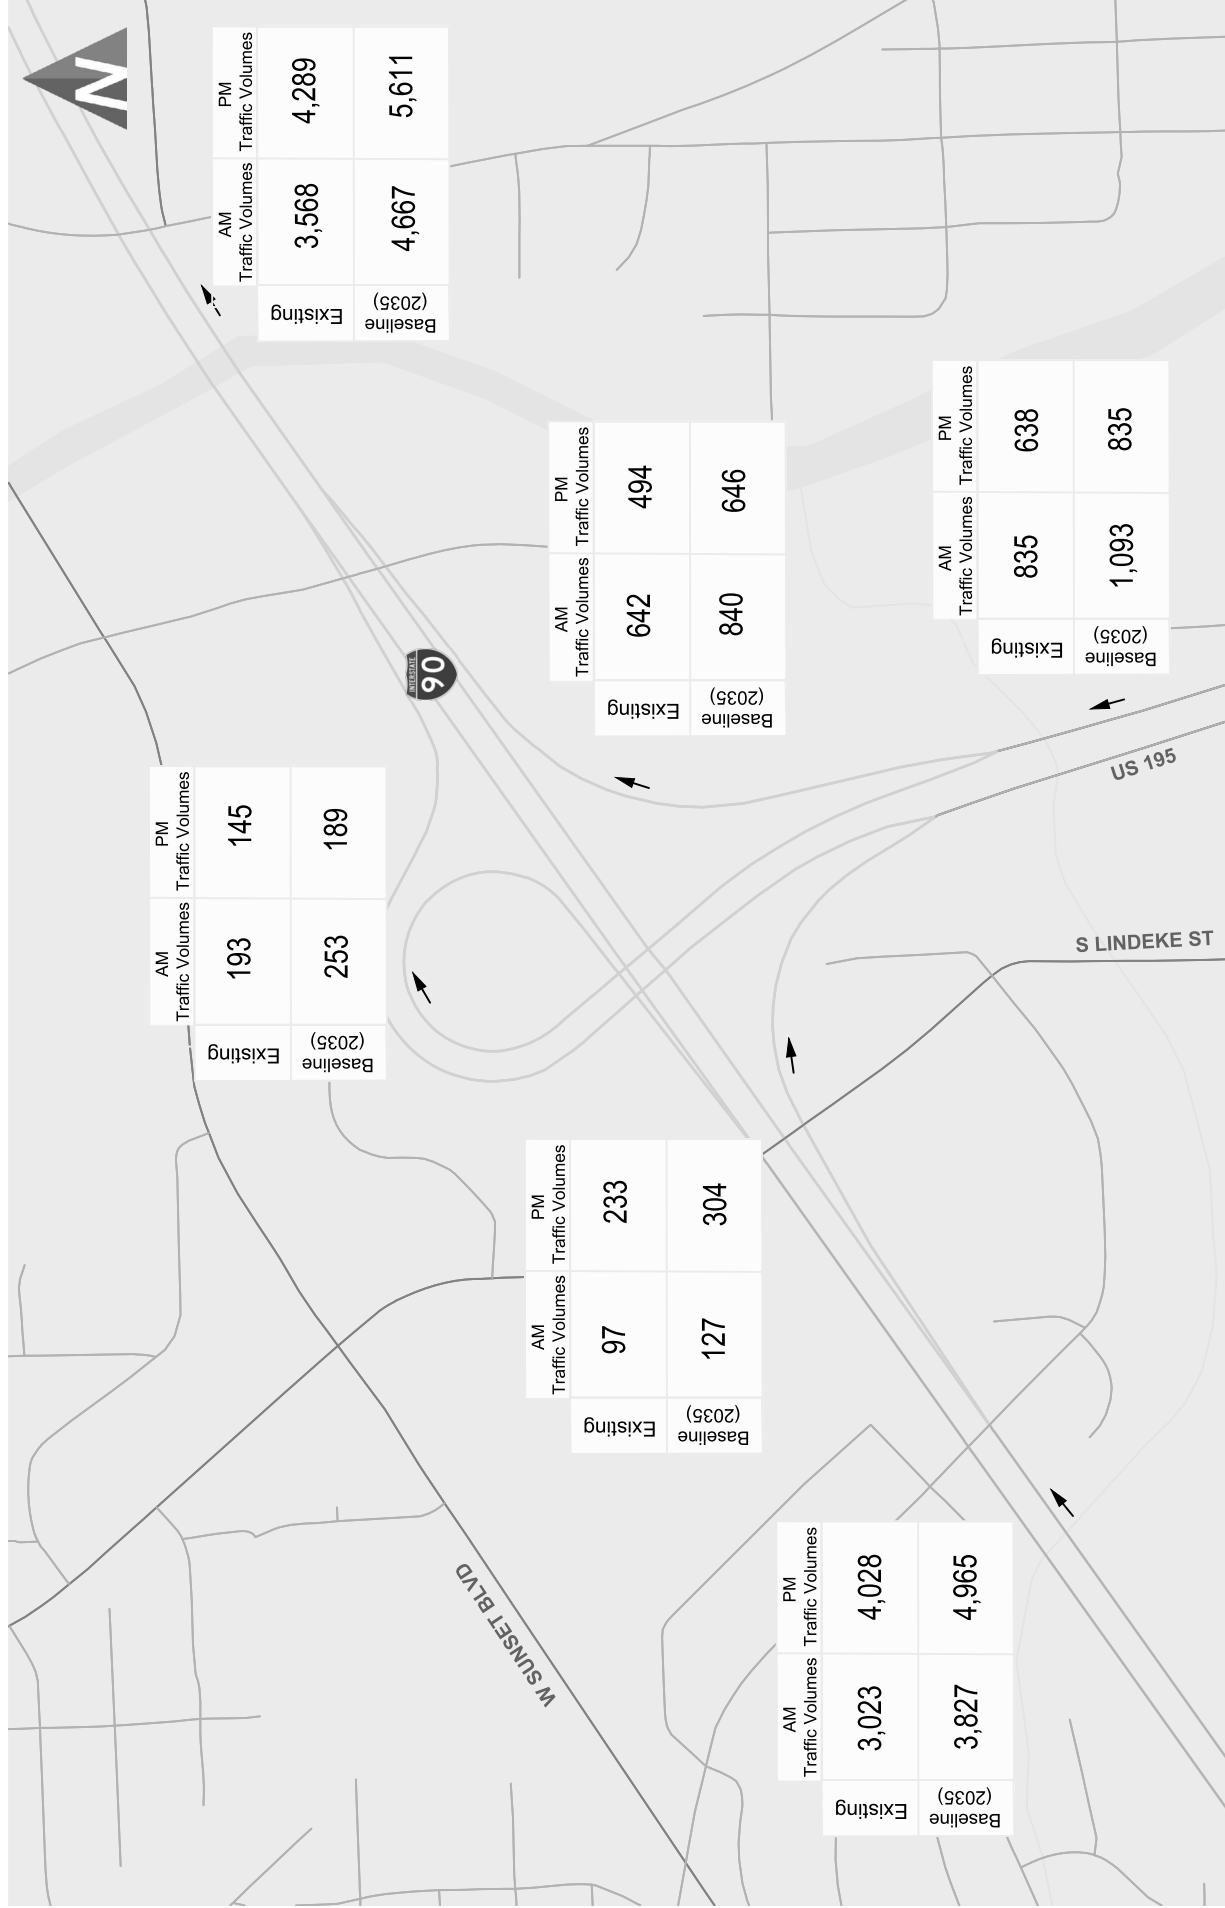 N
AM
Traffic Volumes
PM
Traffic Volumes
Existing
3,568
4,289
Baseline
(2035)
4,667
5,611
INTERSTATE
90
AM
Traffic Volumes
PM
Traffic Volumes
Existing
193
145
Baseline
(2035)
253
189
AM
Traffic Volumes
PM
Traffic Volumes
Existing
642
494
Baseline
(2035)
840
646
AM
Traffic Volumes
PM
Traffic Volumes
Existing
835
638
Baseline
(2035)
1,093
835
US 195
S LINDEKE ST
AM
Traffic Volumes
PM
Traffic Volumes
Existing
97
233
Baseline
(2035)
127
304
W SUNSET BLVD
AM
Traffic Volumes
PM
Traffic Volumes
Existing
3,023
4,028
Baseline
(2035)
3,827
4,965